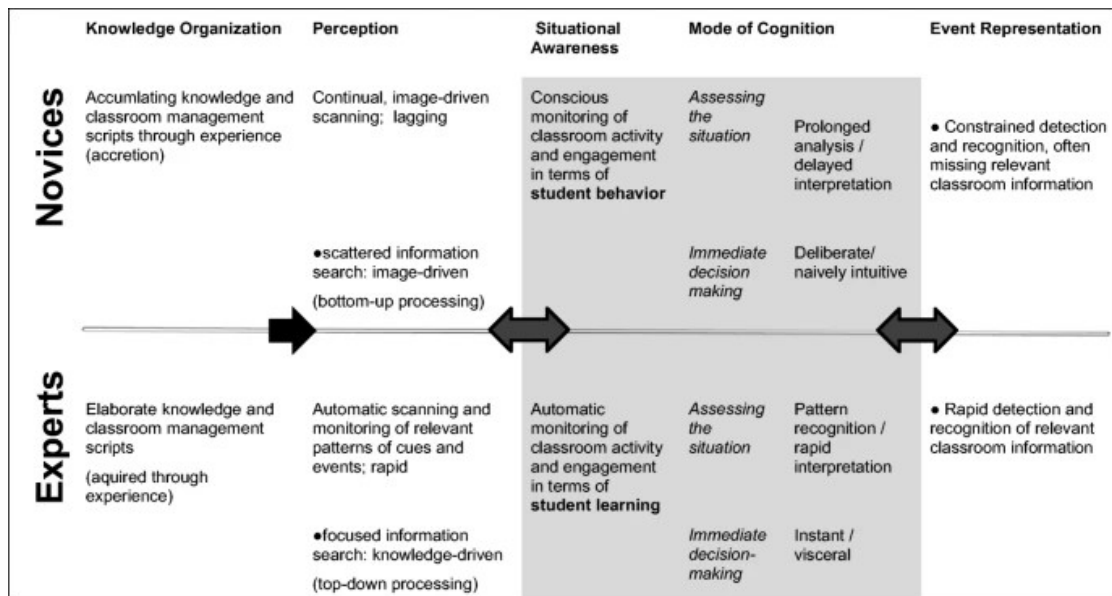 Knowledge Organization
Perception
Situational
Awareness
Mode of Cognition
Event Representation
Novices
Accumlating knowledge and
classroom management
scripts through experience
(accretion)
Continual, image-driven
scanning; lagging
●scattered information
search: image-driven
(bottom-up processing)
Conscious
monitoring of
classroom activity
and engagement
in terms of
student behavior
Assessing
the
situation
Prolonged
analysis /
delayed
interpretation
Immediate
decision
making
Deliberate/
naively intuitive
● Constrained detection
and recognition, often
missing relevant
classroom information
Experts
Elaborate knowledge and
classroom management
scripts
(aquired through
experience)
Automatic scanning and
monitoring of relevant
patterns of cues and
events; rapid
●focused information
search: knowledge-driven
(top-down processing)
Automatic
monitoring of
classroom activity
and engagement
in terms of
student learning
Assessing
the
situation
Pattern
recognition /
rapid
interpretation
Immediate
decision-
making
Instant /
visceral
● Rapid detection and
recognition of relevant
classroom information